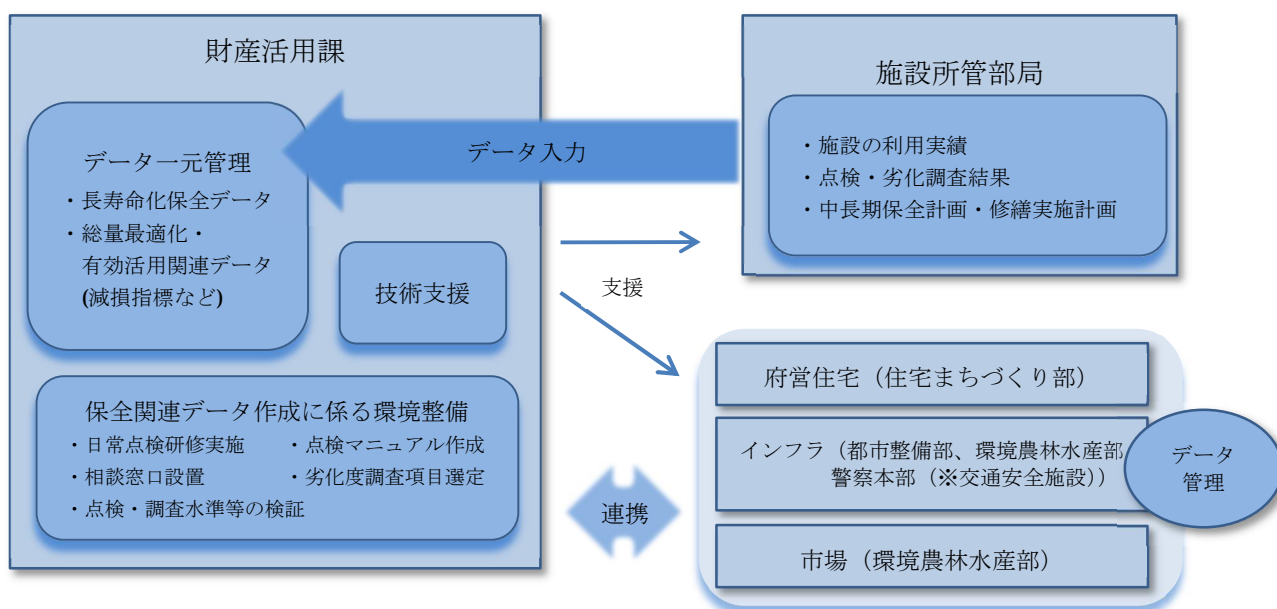 財産活用課
データ一元管理
・長寿命化保全データ
・総量最適化・
有効活用関連データ
(減損指標など)
技術支援
保全関連データ作成に係る環境整備
・日常点検研修実施 ・点検マニュアル作成
・相談窓口設置 ・劣化度調査項目選定
・点検・調査水準等の検証
データ入力
支援
連携
施設所管部局
・施設の利用実績
・点検・劣化調査結果
・中長期保全計画・修繕実施計画
府営住宅（住宅まちづくり部）
インフラ（都市整備部、環境農林水産部
警察本部（※交通安全施設））
市場（環境農林水産部）
データ
管理